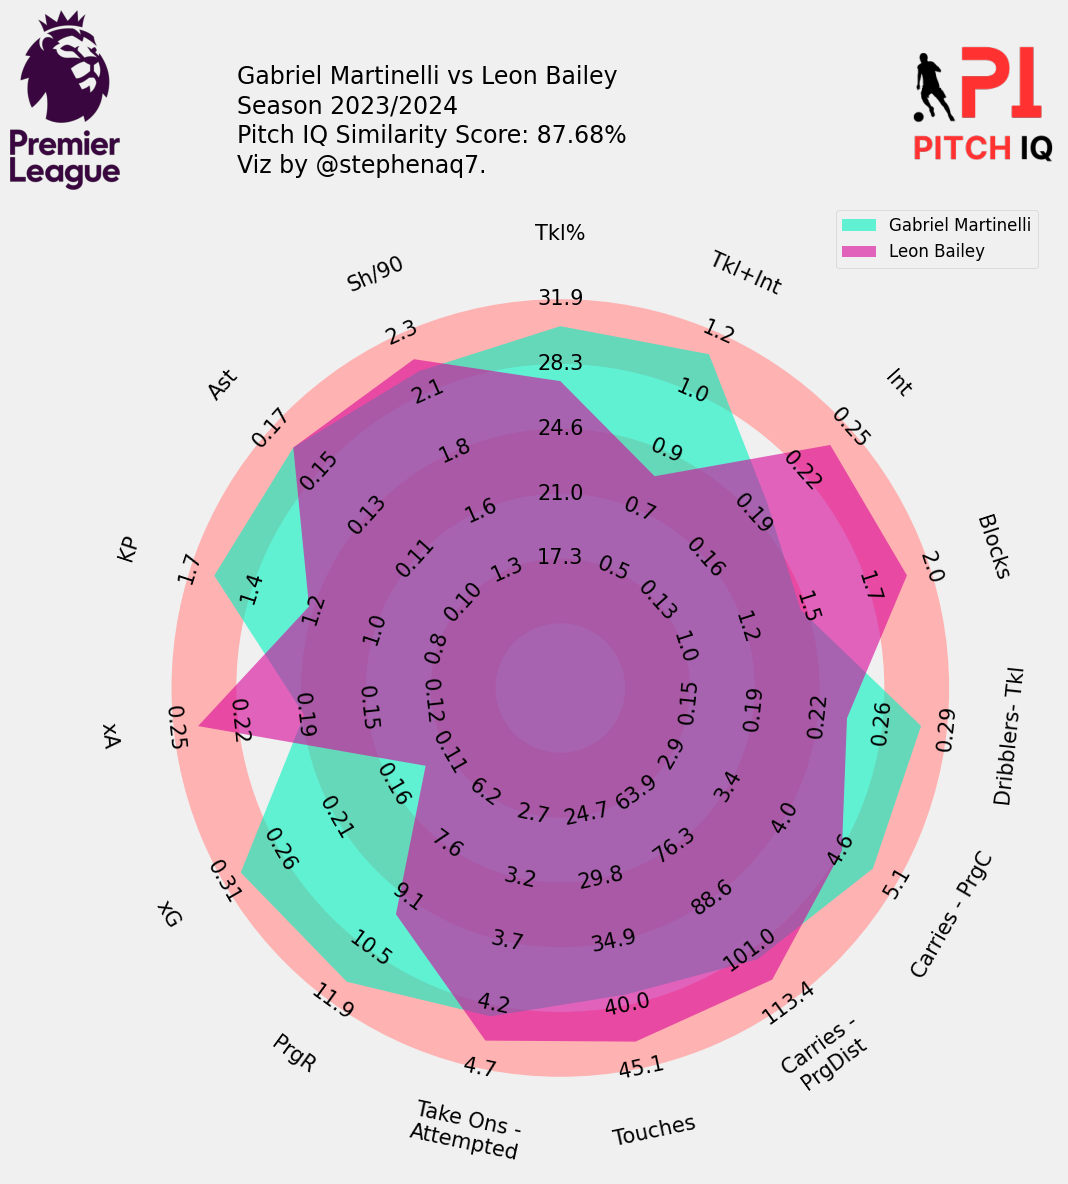 Gabriel Martinelli vs Leon Bailey
Season 2023/2024
Pitch IQ Similarity Score: 87.68%
Viz by @stephenaq7.
Premier
League
PI
PITCH IQ
Gabriel Martinelli
Leon Bailey
Tkl%
31.9
28.3
24.6
21.0
17.3
Tkl+Int
1.2
1.0
0.9
0.7
0.5
Int
0.25
0.22
0.19
0.16
0.13
Blocks
2.0
1.7
1.5
1.2
1.0
Dribblers- Tkl
0.29
0.26
0.22
0.19
0.15
Carries - PrgC
5.1
4.6
4.0
3.4
2.9
Carries -
PrgDist
113.4
101.0
88.6
76.3
63.9
Touches
45.1
40.0
34.9
29.8
24.7
Take Ons -
Attempted
4.7
4.2
3.7
3.2
2.7
PrgR
11.9
10.5
9.1
7.6
6.2
xG
0.31
0.26
0.21
0.16
0.11
xA
0.25
0.22
0.19
0.15
0.12
KP
1.7
1.4
1.2
1.0
0.8
Ast
0.17
0.15
0.13
0.11
0.10
Sh/90
2.3
2.1
1.8
1.6
1.3